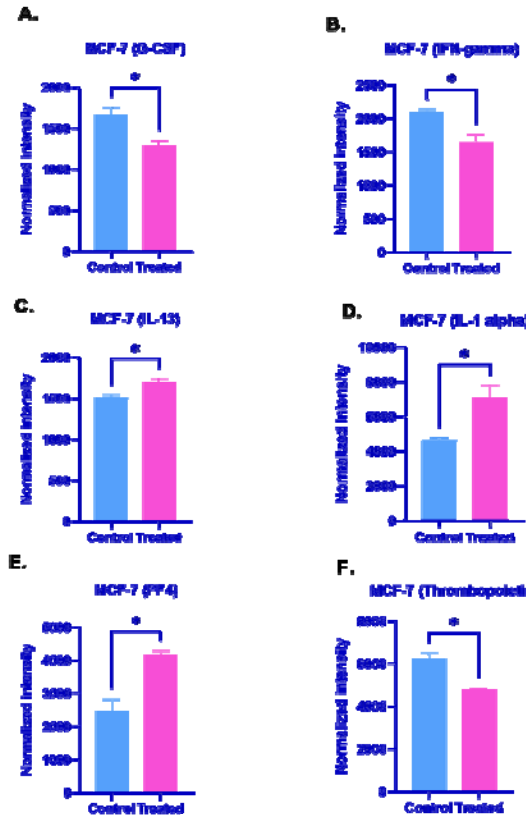 A.
MCF-7 (G-CSF)
*
Normalized Intensity
2000
1500
1000
500
0
Control Treated
B.
MCF-7 (IFN-gamma)
*
Normalized Intensity
2500
2000
1500
1000
500
0
Control Treated
C.
MCF-7 (IL-13)
*
Normalized Intensity
2000
1500
1000
500
0
Control Treated
D.
MCF-7 (IL-1 alpha)
*
Normalized Intensity
10000
8000
6000
4000
2000
0
Control Treated
E.
MCF-7 (PF4)
*
Normalized Intensity
5000
4000
3000
2000
1000
0
Control Treated
F.
MCF-7 (Thrombopoieti
*
Normalized Intensity
8000
6000
4000
2000
0
Control Treated